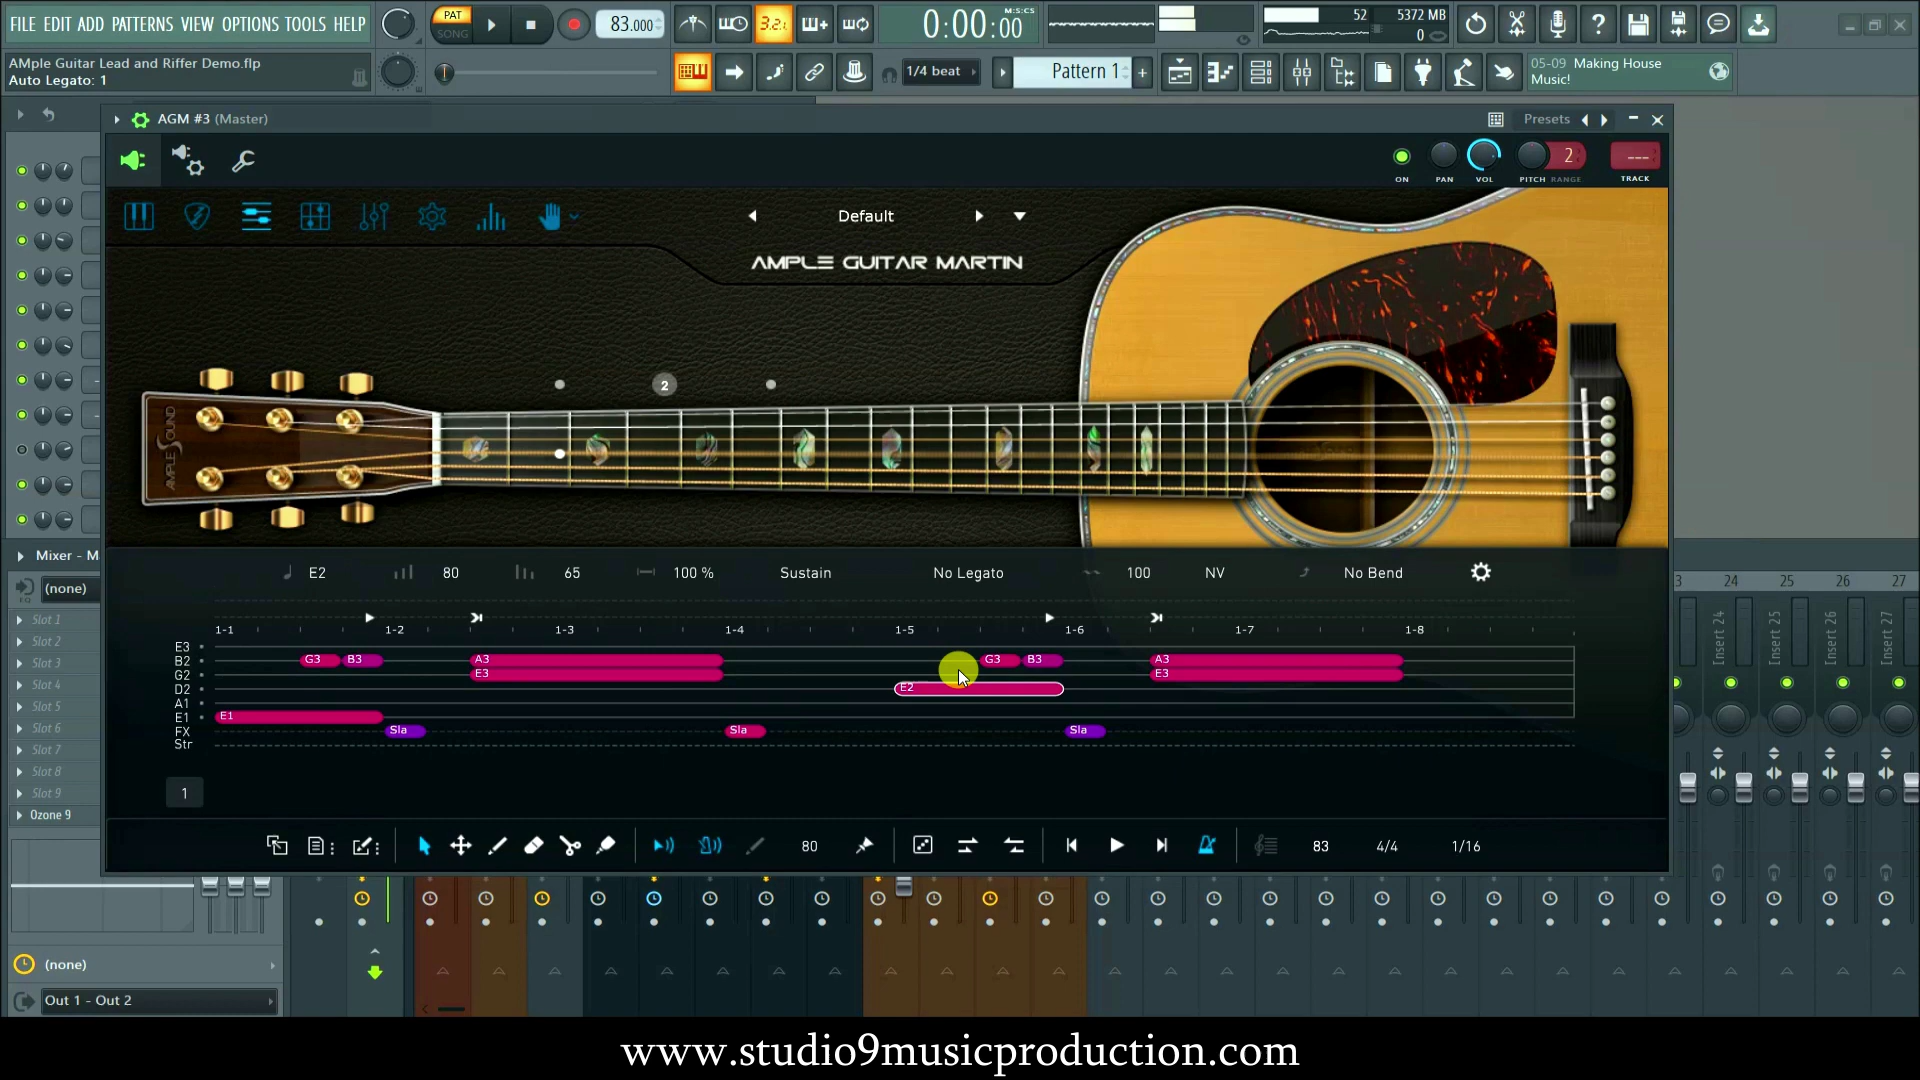 FILE EDIT ADD PATTERNS VIEW OPTIONS TOOLS HELP
PAT
SONG
83.000
3.2.
0:00:00
M:S:CS
52
5372 MB
0
AMple Guitar Lead and Riffer Demo.flp
Auto Legato: 1
1/4 beat
Pattern 1
05-09 Making House
Music!
AGM #3 (Master)
Presets
2
---
ON
PAN
VOL
PITCH RANGE
TRACK
Default
AMPLE GUITAR MARTIN
2
AMPLE SOUND
E2
80
65
100 %
Sustain
No Legato
100
NV
No Bend
1-1
1-2
1-3
1-4
1-5
1-6
1-7
1-8
E3
B2
G3
B3
A3
G3
B3
A3
G2
E3
E3
D2
E2
A1
E1
E1
FX
Sla
Sla
Sla
Str
1
80
83
4/4
1/16
Mixer - M
(none)
Slot 1
Slot 2
Slot 3
Slot 4
Slot 5
Slot 6
Slot 7
Slot 8
Slot 9
Ozone 9
(none)
Out 1 - Out 2
23
24
25
26
27
Insert 24
Insert 25
Insert 26
Insert 27
www.studio9musicproduction.com